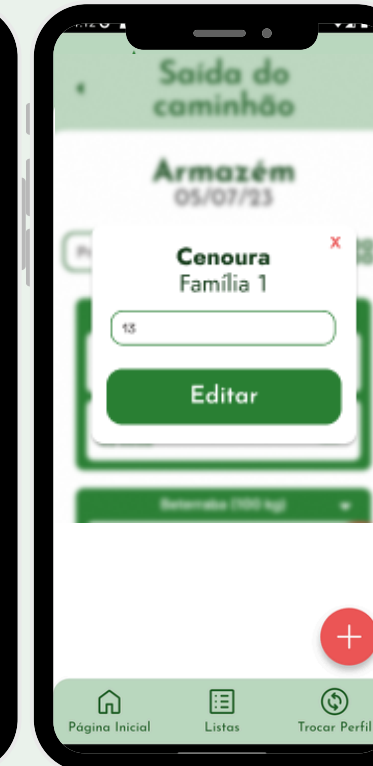 Saída do
caminhão
Armazém
05/07/23
x
Cenoura
Família 1
13
Editar
Beterraba (100 kg)
Página Inicial
Listas
Trocar Perfil